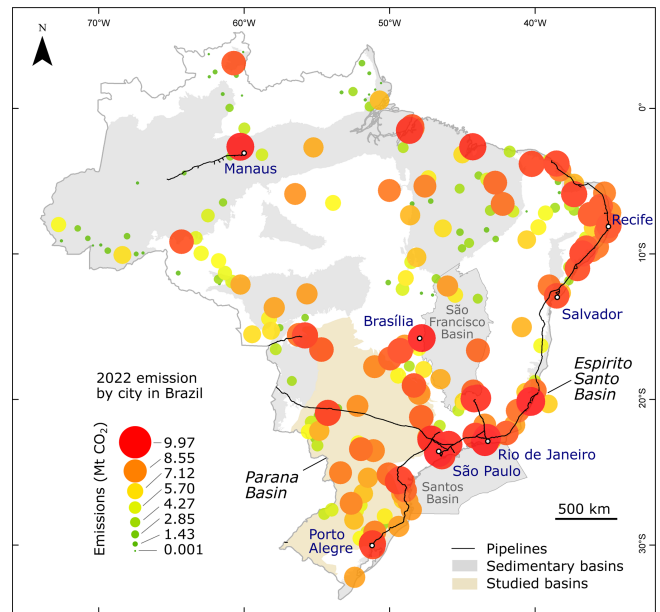 70°W 60°W 50°W 40°W
N
0°
Manaus
Recife
10°S
Brasília
São
Francisco
Basin
Salvador
2022 emission
by city in Brazil
Espirito
Santo
Basin
20°S
Emissions (Mt CO2)
9.97
8.55
7.12
5.70
4.27
2.85
1.43
0.001
Parana
Basin
Rio de Janeiro
São Paulo
Santos
Basin
500 km
Porto
Alegre
30°S
Pipelines
Sedimentary basins
Studied basins